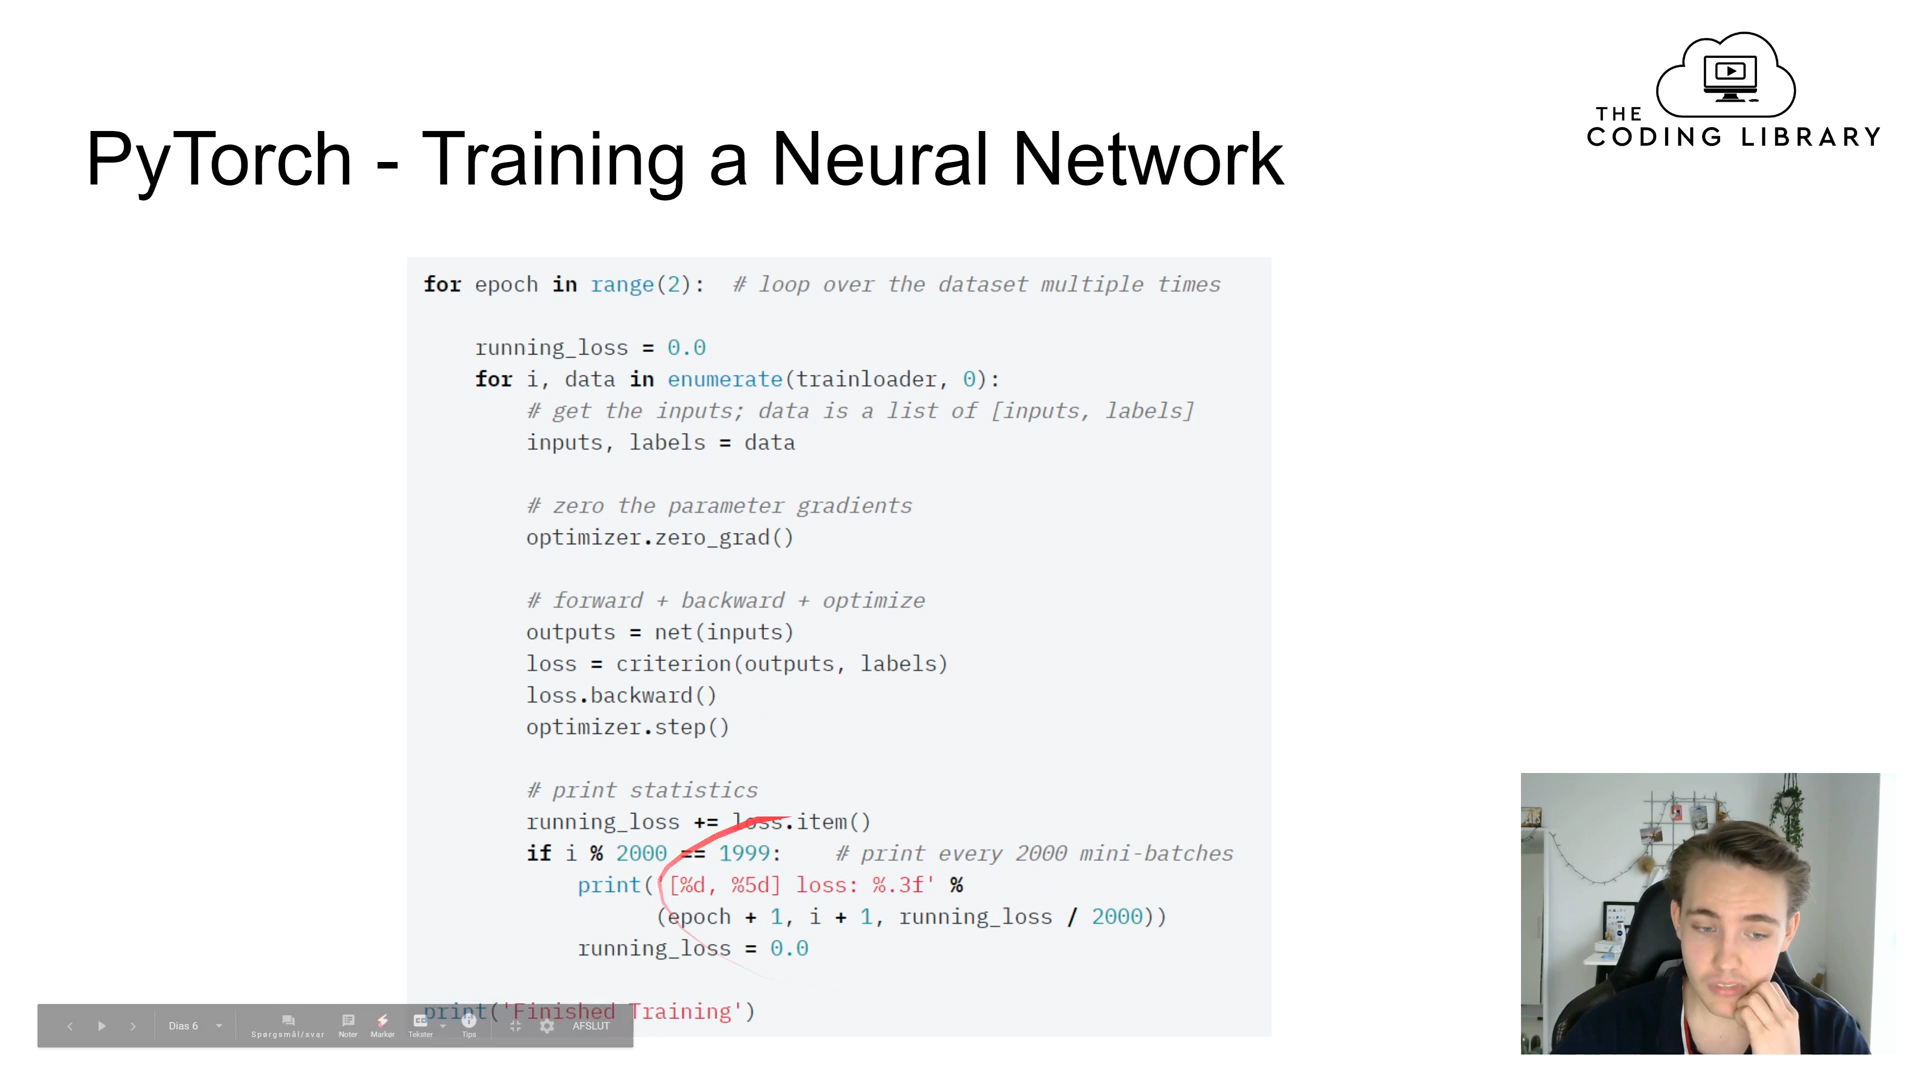 THE
CODING LIBRARY
PyTorch - Training a Neural Network
for epoch in range(2):  # loop over the dataset multiple times
running_loss = 0.0
for i, data in enumerate(trainloader, 0):
# get the inputs; data is a list of [inputs, labels]
inputs, labels = data
# zero the parameter gradients
optimizer.zero_grad()
# forward + backward + optimize
outputs = net(inputs)
loss = criterion(outputs, labels)
loss.backward()
optimizer.step()
# print statistics
running_loss += loss.item()
if i % 2000 == 1999:    # print every 2000 mini-batches
print('[%d, %5d] loss: %.3f' %
(epoch + 1, i + 1, running_loss / 2000))
running_loss = 0.0
print('Finished Training')
Dias 6
Spørgsmål/svar
Noter
Markør
CC
Tekster
Tips
AFSLUT